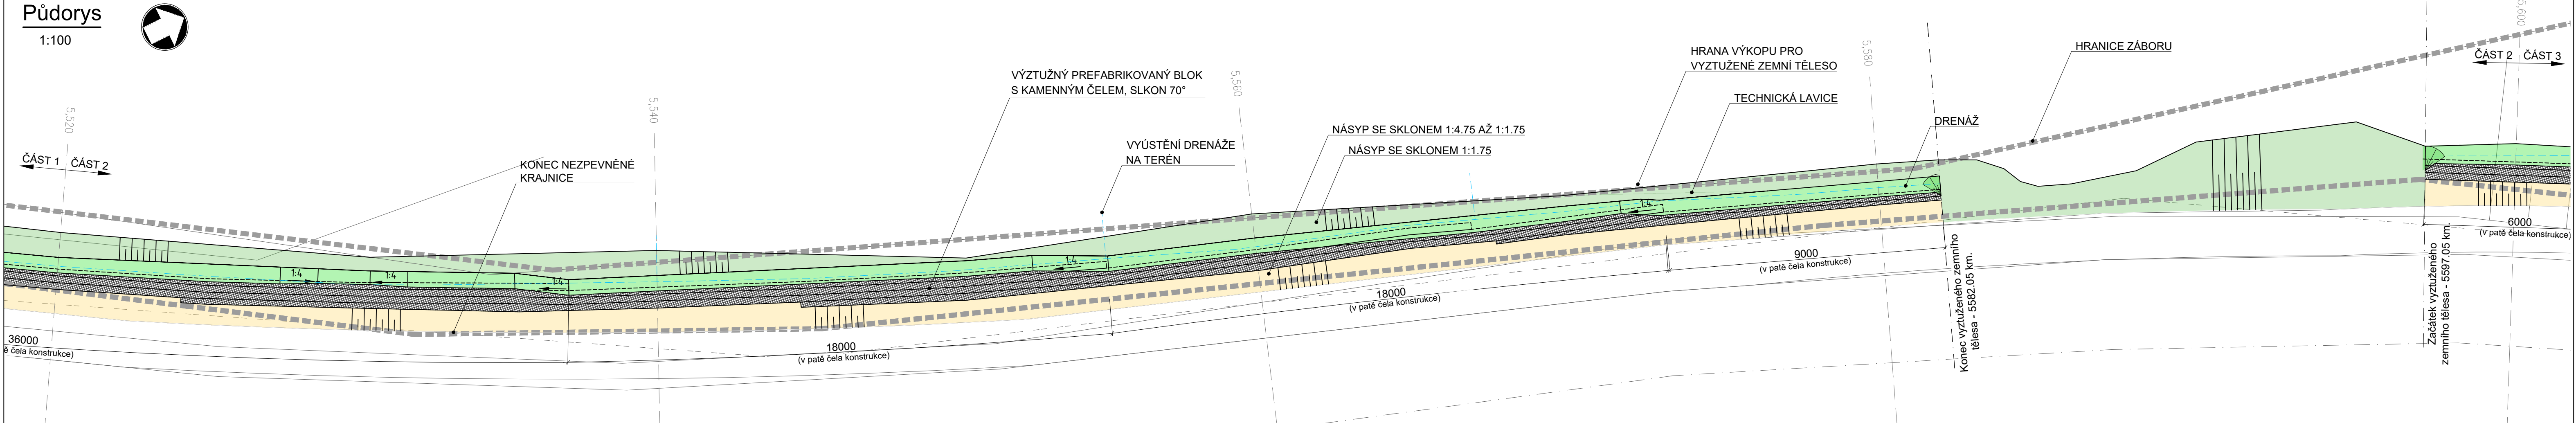 Půdorys
1:100
5,520
5,540
5,560
5,580
5,600
ČÁST 1
ČÁST 2
KONEC NEZPEVNĚNÉ
KRAJNICE
VÝZTUŽNÝ PREFABRIKOVANÝ BLOK
S KAMENNÝM ČELEM, SLKON 70°
VYÚSTĚNÍ DRENÁŽE
NA TERÉN
NÁSYP SE SKLONEM 1:4.75 AŽ 1:1.75
NÁSYP SE SKLONEM 1:1.75
HRANA VÝKOPU PRO
VYZTUŽENÉ ZEMNÍ TĚLESO
TECHNICKÁ LAVICE
DRENÁŽ
HRANICE ZÁBORU
ČÁST 2
ČÁST 3
1:4
1:4
1:4
1:4
1:4
36000
ě čela konstrukce)
18000
(v patě čela konstrukce)
18000
(v patě čela konstrukce)
9000
(v patě čela konstrukce)
6000
(v patě čela konstrukce)
Konec vyztuženého zemního
tělesa - 5582.05 km.
Začátek vyztuženého
zemního tělesa - 5597.05 km.